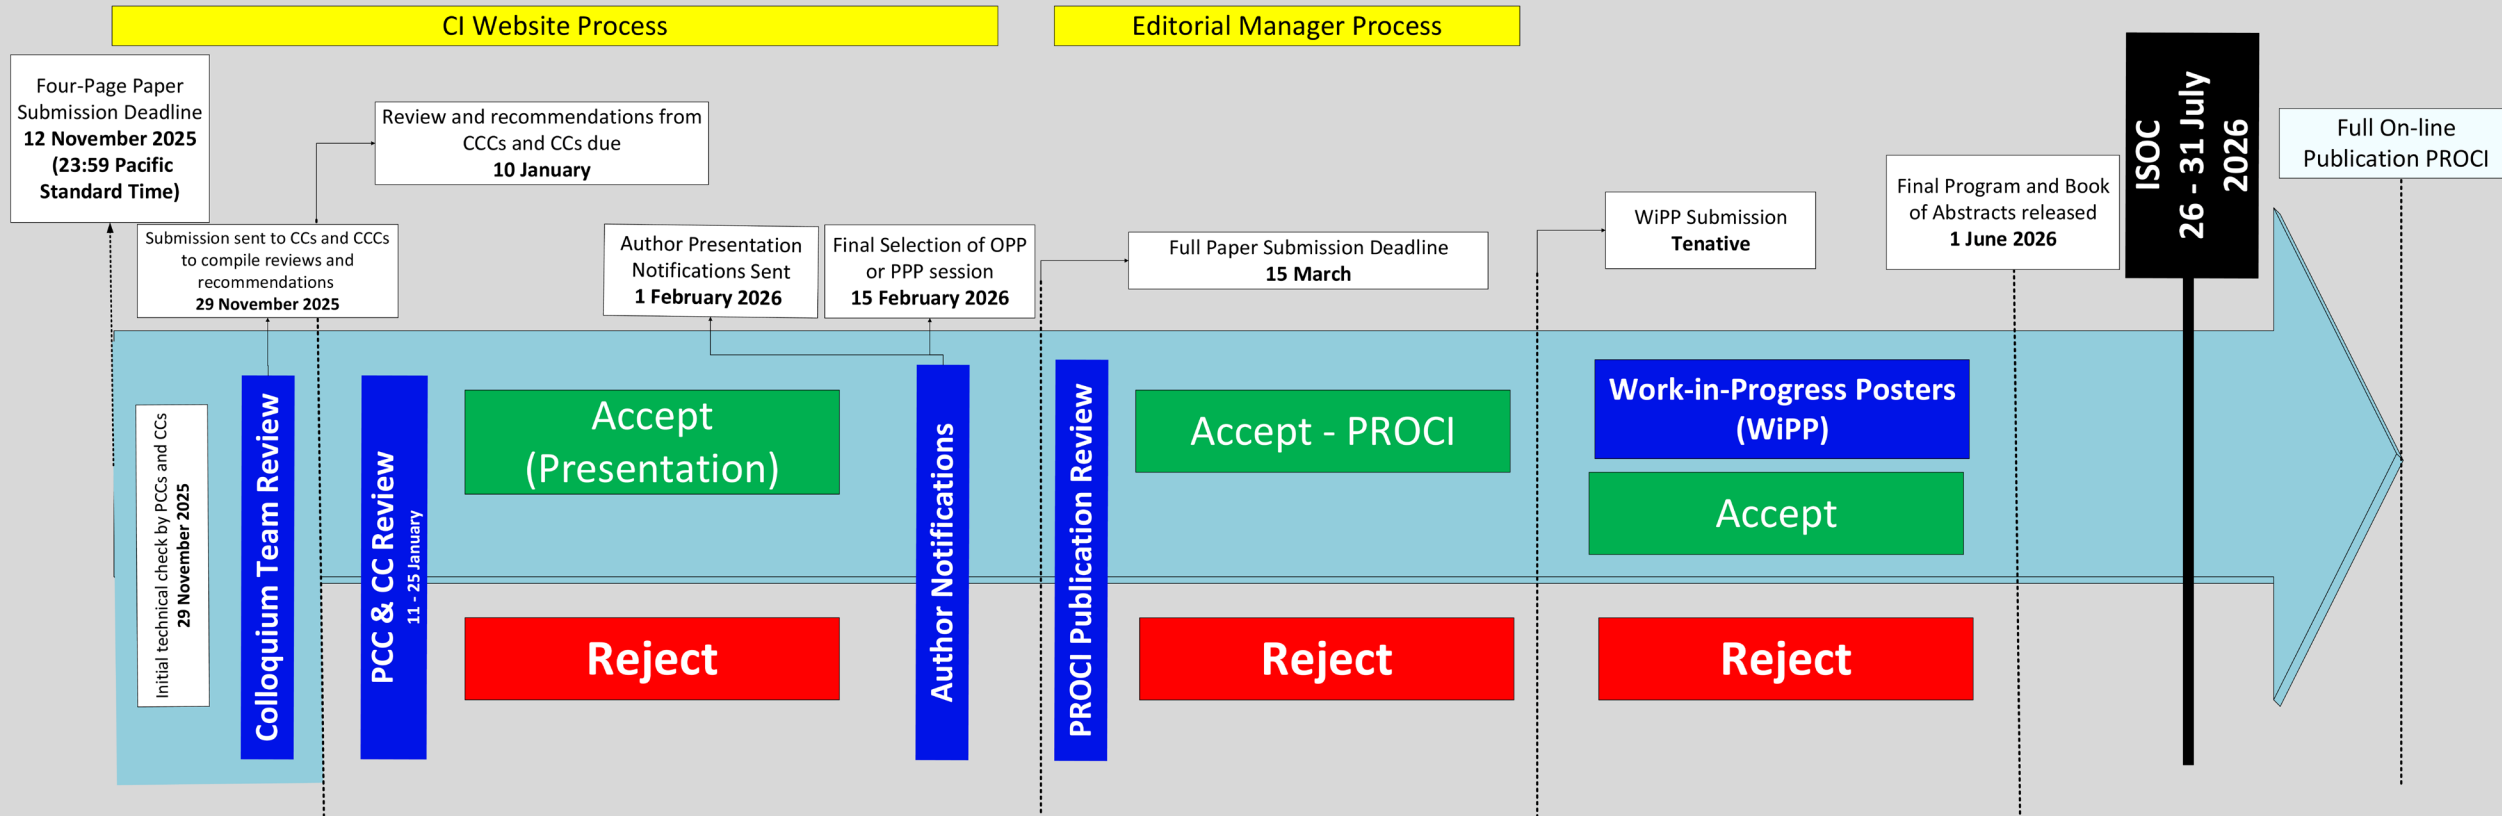 CI Website Process
Editorial Manager Process
Four-Page Paper
Submission Deadline
12 November 2025
(23:59 Pacific
Standard Time)
Submission sent to CCs and CCCs
to compile reviews and
recommendations
29 November 2025
Review and recommendations from
CCCs and CCs due
10 January
Author Presentation
Notifications Sent
1 February 2026
Final Selection of OPP
or PPP session
15 February 2026
Full Paper Submission Deadline
15 March
WiPP Submission
Tenative
Final Program and Book
of Abstracts released
1 June 2026
ISOC
26 - 31 July
2026
Full On-line
Publication PROCI
Initial technical check by PCCs and CCs
29 November 2025
Colloquium Team Review
PCC & CC Review
11 - 25 January
Accept
(Presentation)
Reject
Author Notifications
PROCI Publication Review
Accept - PROCI
Reject
Work-in-Progress Posters
(WiPP)
Accept
Reject